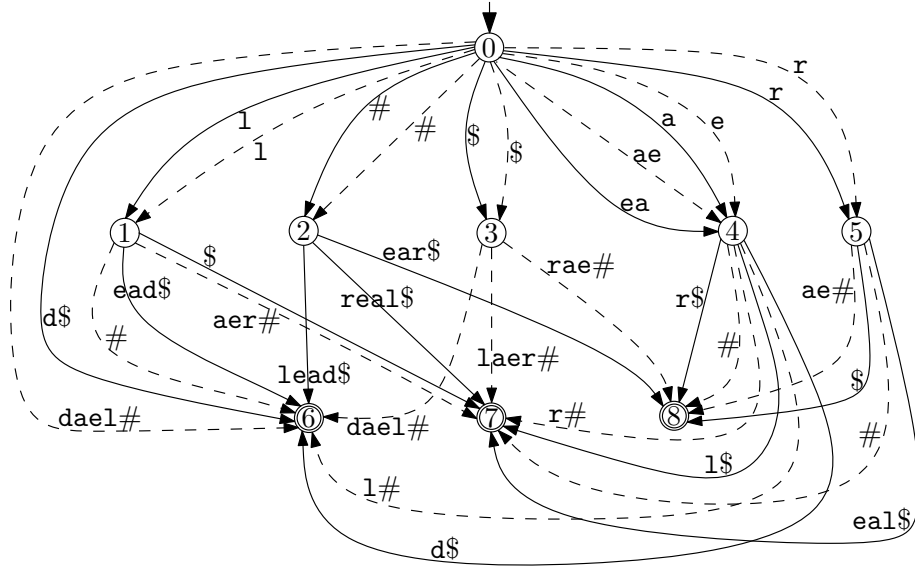 0
r
r
l
#
$
a
e
l
#
$
ae
ea
1
2
3
4
5
$
ear$
rae#
ead$
real$
r$
ae#
d$
#
aer#
laer#
#
lead$
$
dael#
6
dael#
7
r#
8
#
l$
l#
eal$
d$